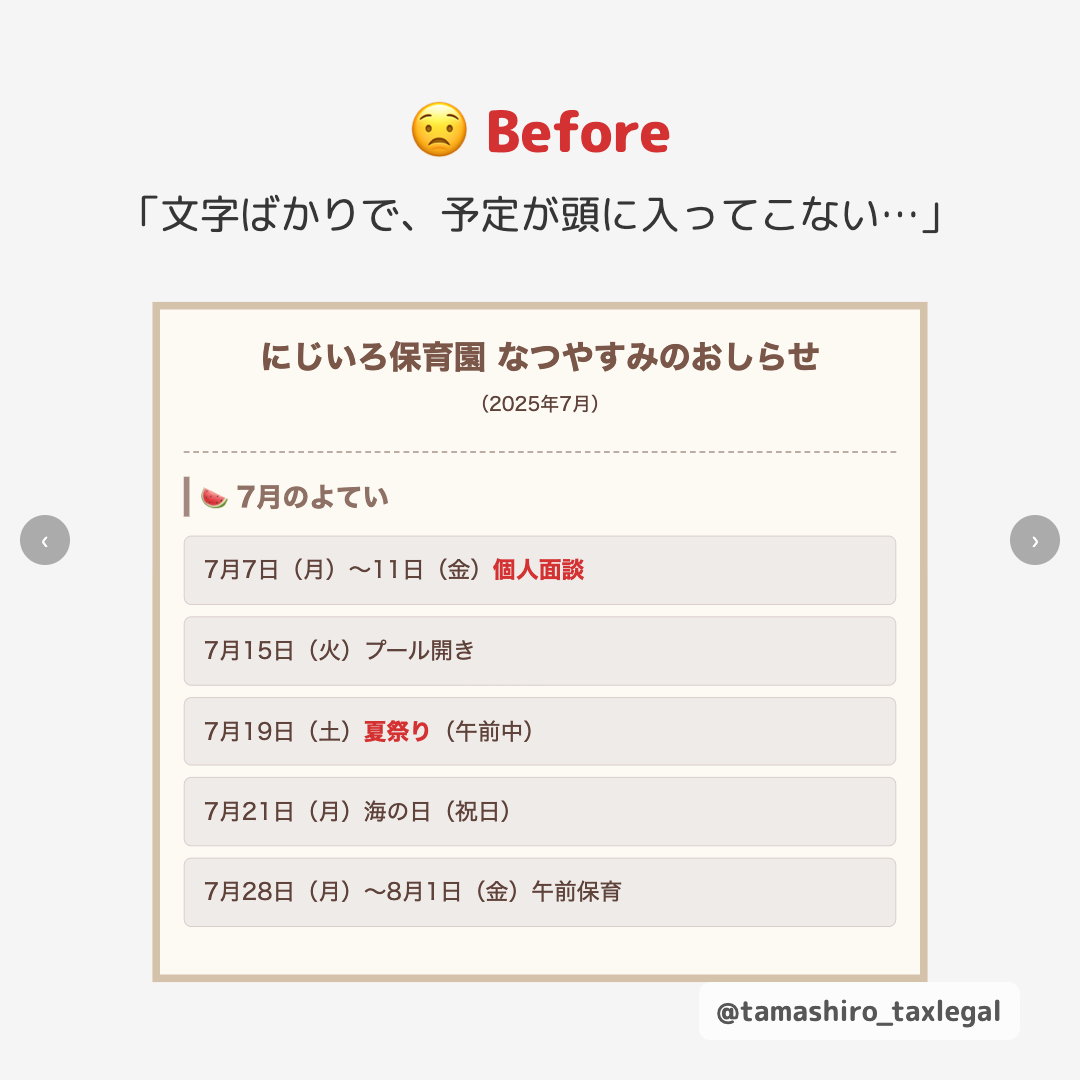 😟 Before
「文字ばかりで、予定が頭に入ってこない…」
にじいろ保育園 なつやすみのおしらせ
（2025年7月）
🍉 7月のよてい
7月7日（月）〜11日（金）個人面談
7月15日（火）プール開き
7月19日（土）夏祭り（午前中）
7月21日（月）海の日（祝日）
7月28日（月）〜8月1日（金）午前保育
‹
›
@tamashiro_taxlegal